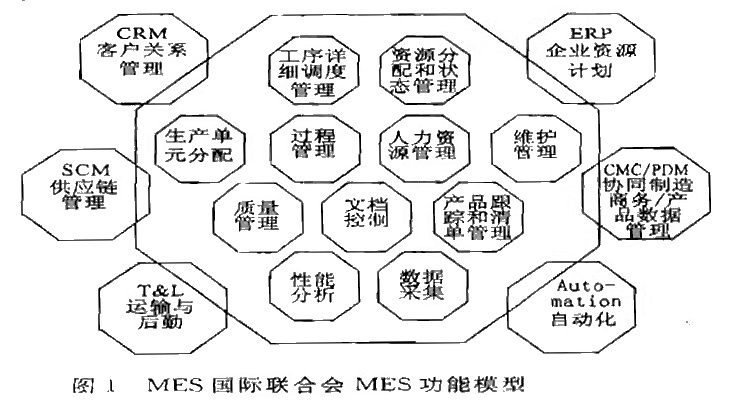 CRM
客户关系
管理
工序详
细调度
管理
资源分
配和状
态管理
ERP
企业资源
计划
生产单
元分配
过程
管理
人力资
源管理
维护
管理
SCM
供应链
管理
质量
管理
文档
控制
产品跟
踪和清
单管理
CMC/PDM
协同制造
商务/产
品数据
管理
性能
分析
数据
采集
T&L
运输与
后勤
Auto-
mation
自动化
图 1 MES 国际联合会 MES 功能模型